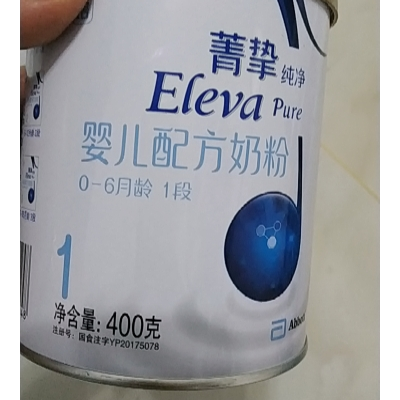 菁挚 纯净
Eleva Pure
婴儿配方奶粉
0-6月龄 1段
1
净含量: 400克
注册号: 国食注字YP20175078